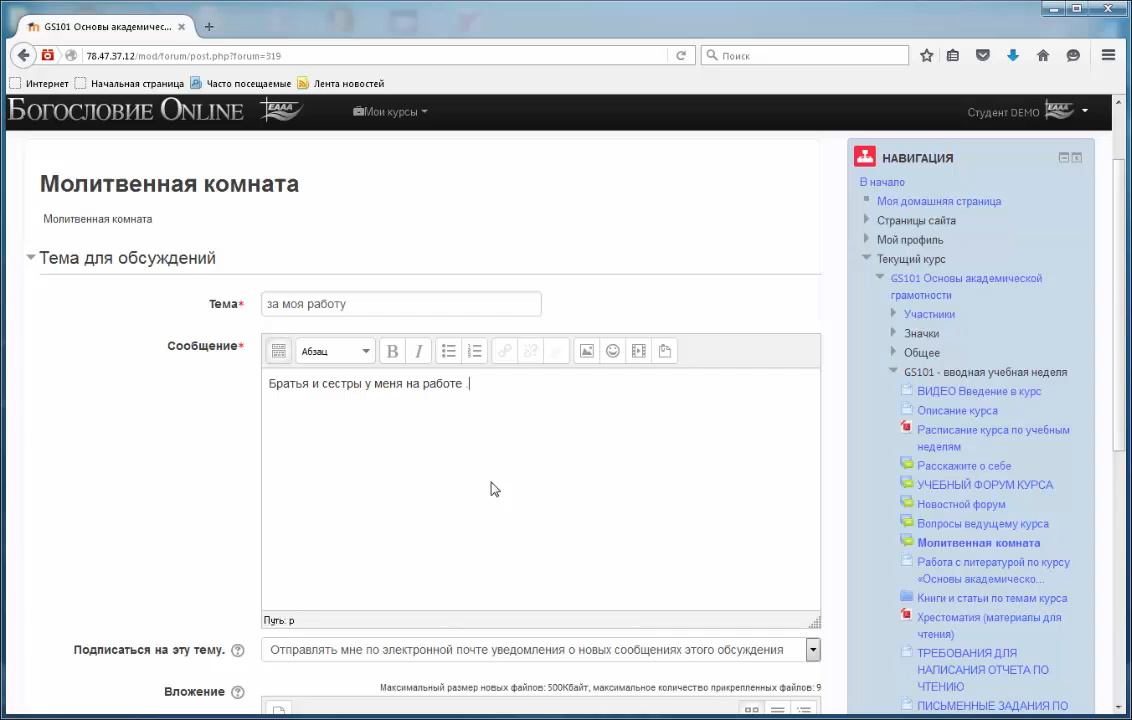 GS101 Основы академичес...
78.47.37.12/mod/forum/post.php?forum=319
Поиск
Интернет Начальная страница Часто посещаемые Лента новостей
Богословие Online ЕААА Мои курсы Студент DEMO ЕААА
Молитвенная комната
Молитвенная комната
Тема для обсуждений
Тема* за моя работу
Сообщение* Абзац B I
Братья и сестры у меня на работе
Путь: p
Подписаться на эту тему. Отправлять мне по электронной почте уведомления о новых сообщениях этого обсуждения
Вложение Максимальный размер новых файлов: 500Кбайт, максимальное количество прикрепленных файлов: 9
НАВИГАЦИЯ
В начало
Моя домашняя страница
Страницы сайта
Мой профиль
Текущий курс
GS101 Основы академической
грамотности
Участники
Значки
Общее
GS101 - вводная учебная неделя
ВИДЕО Введение в курс
Описание курса
Расписание курса по учебным
неделям
Расскажите о себе
УЧЕБНЫЙ ФОРУМ КУРСА
Новостной форум
Вопросы ведущему курса
Молитвенная комната
Работа с литературой по курсу
«Основы академическо...
Книги и статьи по темам курса
Хрестоматия (материалы для
чтения)
ТРЕБОВАНИЯ ДЛЯ
НАПИСАНИЯ ОТЧЕТА ПО
ЧТЕНИЮ
ПИСЬМЕННЫЕ ЗАДАНИЯ ПО